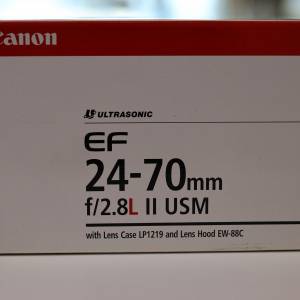 Canon
ULTRASONIC
EF
24-70mm
f/2.8L II USM
with Lens Case LP1219 and Lens Hood EW-88C